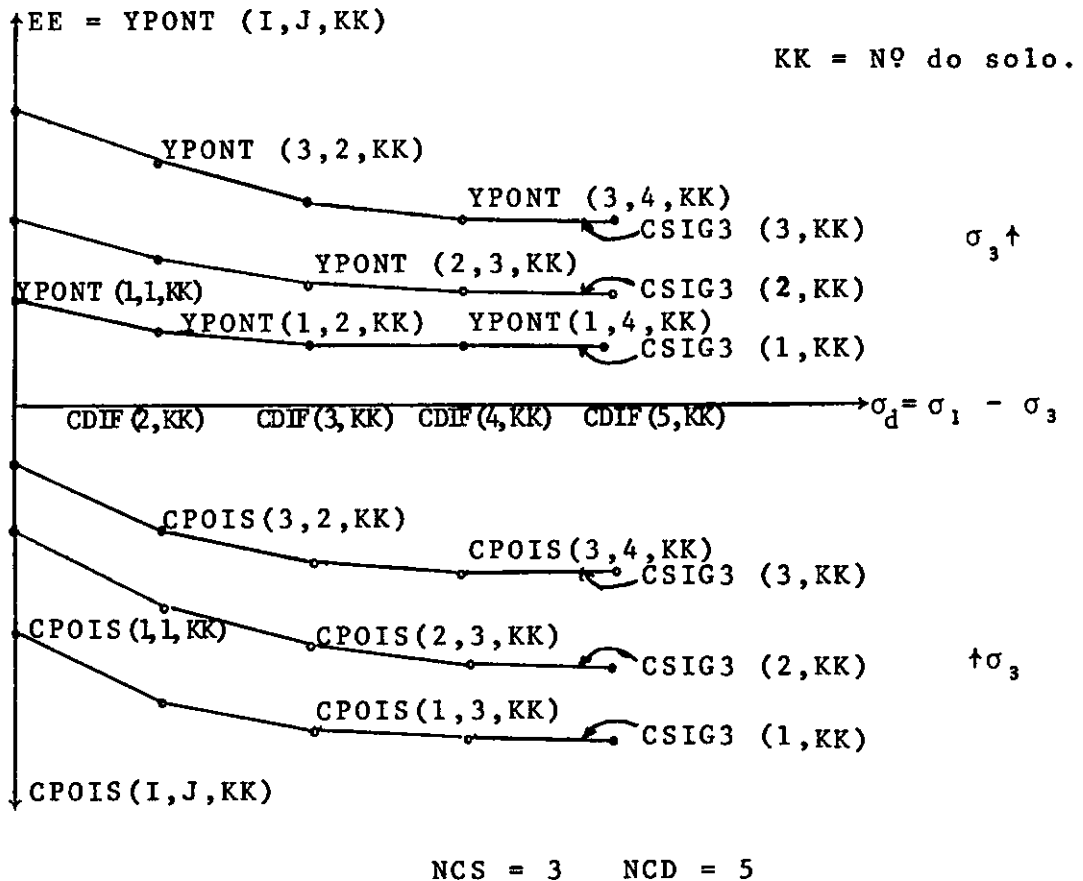 EE = YPONT (I,J,KK)
KK = Nº do solo.
YPONT (3,2,KK)
YPONT (3,4,KK)
CSIG3 (3,KK)
σ3 ↑
YPONT (2,3,KK)
CSIG3 (2,KK)
YPONT (1,1,KK)
YPONT(1,2,KK)
YPONT(1,4,KK)
CSIG3 (1,KK)
CDIF(2,KK)
CDIF(3,KK)
CDIF(4,KK)
CDIF(5,KK)
σd = σ1 - σ3
CPOIS(3,2,KK)
CPOIS(3,4,KK)
CSIG3 (3,KK)
CPOIS(1,1,KK)
CPOIS(2,3,KK)
CSIG3 (2,KK)
↑σ3
CPOIS(1,3,KK)
CSIG3 (1,KK)
CPOIS(I,J,KK)
NCS = 3 NCD = 5